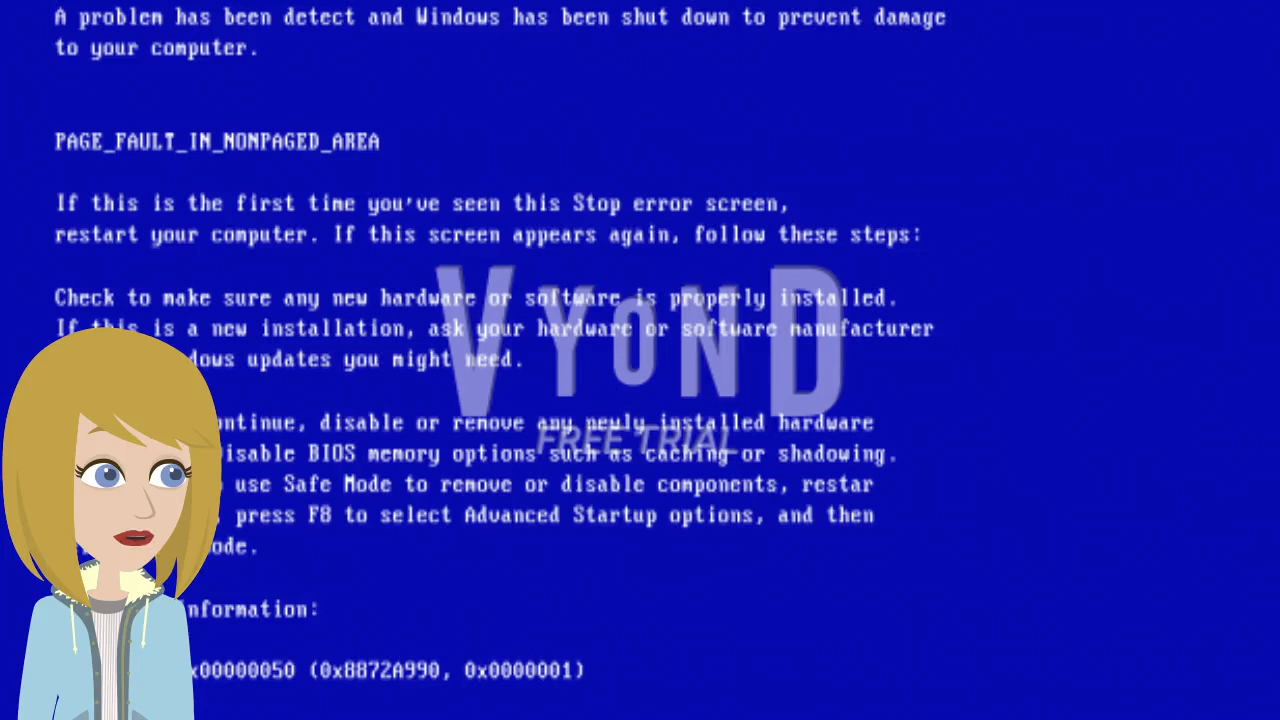 A problem has been detect and Windows has been shut down to prevent damage
to your computer.
PAGE_FAULT_IN_NONPAGED_AREA
If this is the first time you've seen this Stop error screen,
restart your computer. If this screen appears again, follow these steps:
Check to make sure any new hardware or software is properly installed.
If this is a new installation, ask your hardware or software manufacturer
dows updates you might need.
VYOND
FREE TRIAL
ontinue, disable or remove any newly installed hardware
isable BIOS memory options such as caching or shadowing.
use Safe Mode to remove or disable components, restar
press F8 to select Advanced Startup options, and then
ode.
nformation:
x00000050 (0x8872A990, 0x0000001)